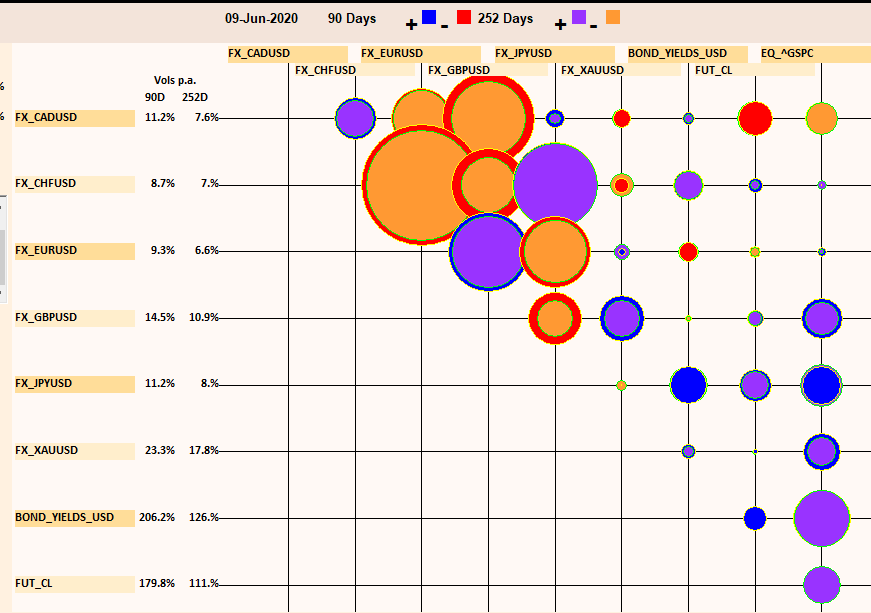 09-Jun-2020 90 Days + - 252 Days + -
FX_CADUSD FX_EURUSD FX_JPYUSD BOND_YIELDS_USD EQ_^GSPC
FX_CHFUSD FX_GBPUSD FX_XAUUSD FUT_CL
Vols p.a.
90D 252D
FX_CADUSD 11.2% 7.6%
FX_CHFUSD 8.7% 7.%
FX_EURUSD 9.3% 6.6%
FX_GBPUSD 14.5% 10.9%
FX_JPYUSD 11.2% 8.%
FX_XAUUSD 23.3% 17.8%
BOND_YIELDS_USD 206.2% 126.%
FUT_CL 179.8% 111.%